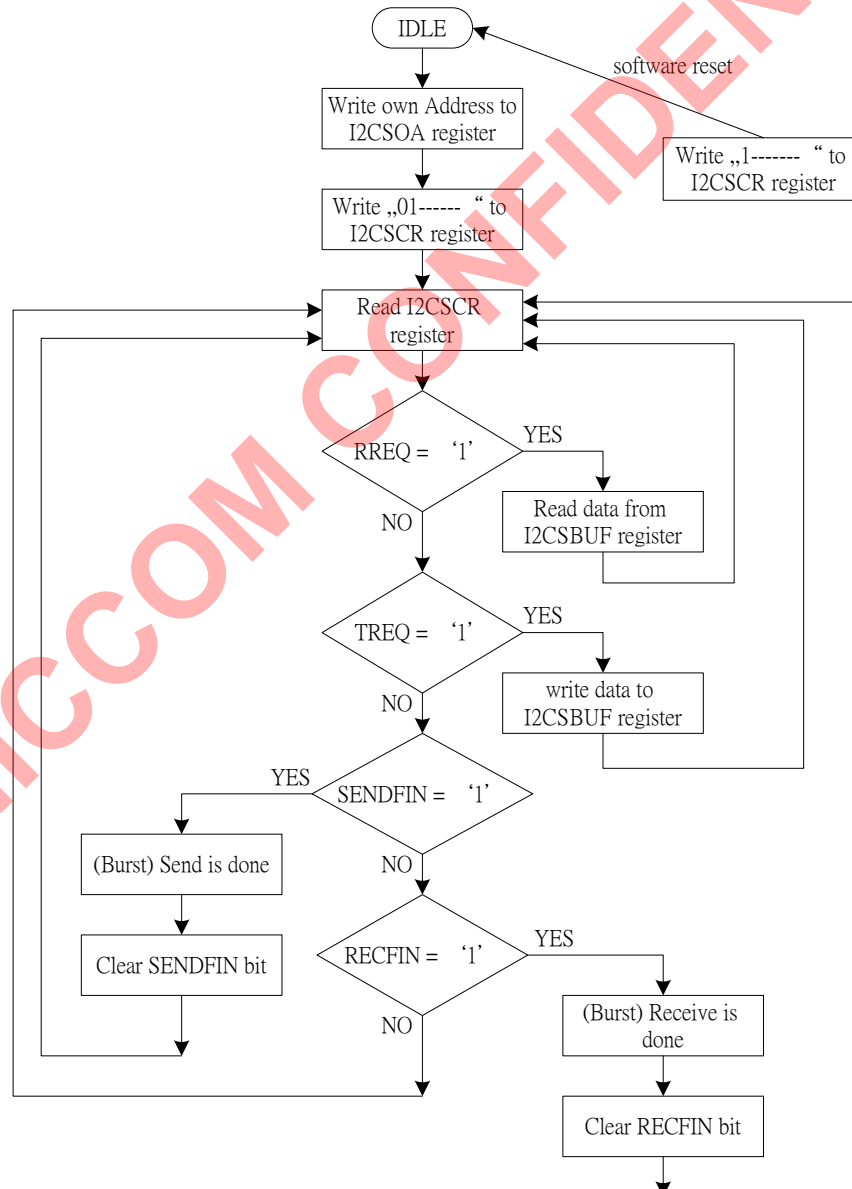 IDLE
software reset
Write own Address to
I2CSOA register
Write „1------- “ to
I2CSCR register
Write „01------ “ to
I2CSCR register
Read I2CSCR
register
RREQ = ‘1’
YES
NO
Read data from
I2CSBUF register
TREQ = ‘1’
YES
NO
write data to
I2CSBUF register
SENDFIN = ‘1’
YES
NO
(Burst) Send is done
Clear SENDFIN bit
RECFIN = ‘1’
YES
NO
(Burst) Receive is
done
Clear RECFIN bit
MICCOM CONFIDEN